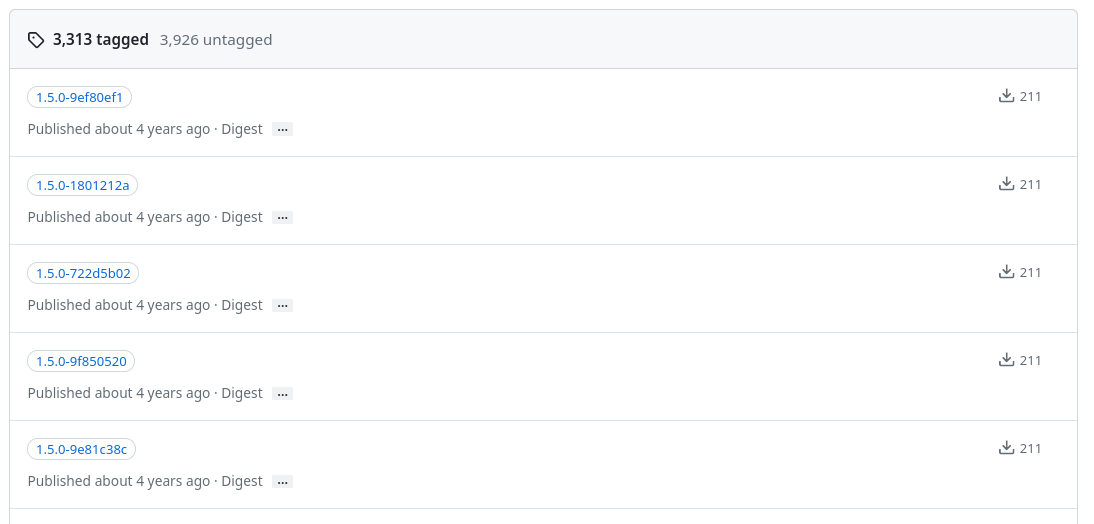 3,313 tagged 3,926 untagged
1.5.0-9ef80ef1 211
Published about 4 years ago · Digest ...
1.5.0-1801212a 211
Published about 4 years ago · Digest ...
1.5.0-722d5b02 211
Published about 4 years ago · Digest ...
1.5.0-9f850520 211
Published about 4 years ago · Digest ...
1.5.0-9e81c38c 211
Published about 4 years ago · Digest ...